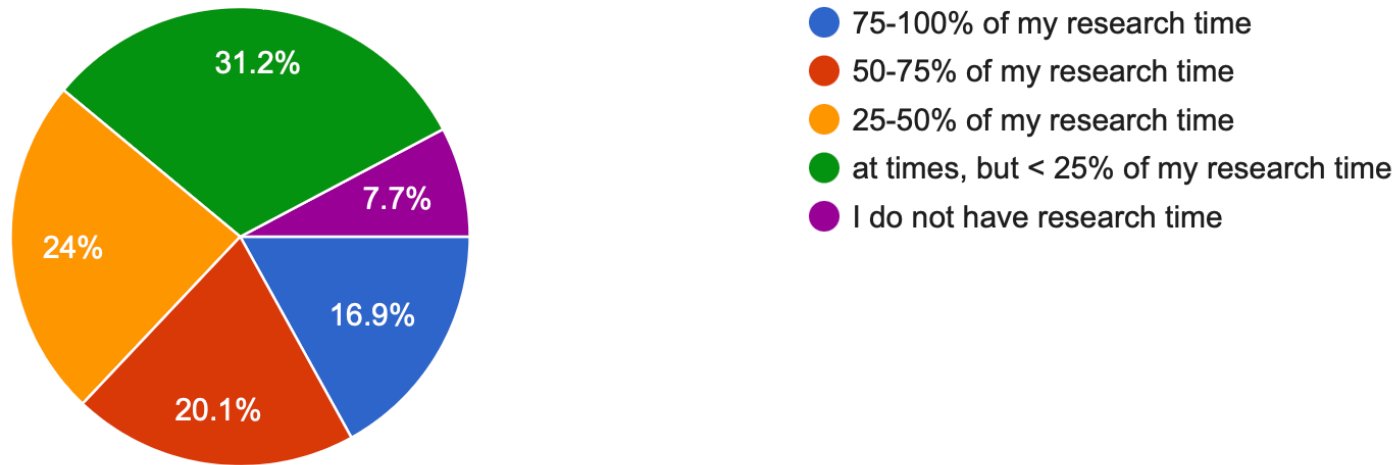 31.2%
7.7%
24%
16.9%
20.1%
75-100% of my research time
50-75% of my research time
25-50% of my research time
at times, but < 25% of my research time
I do not have research time